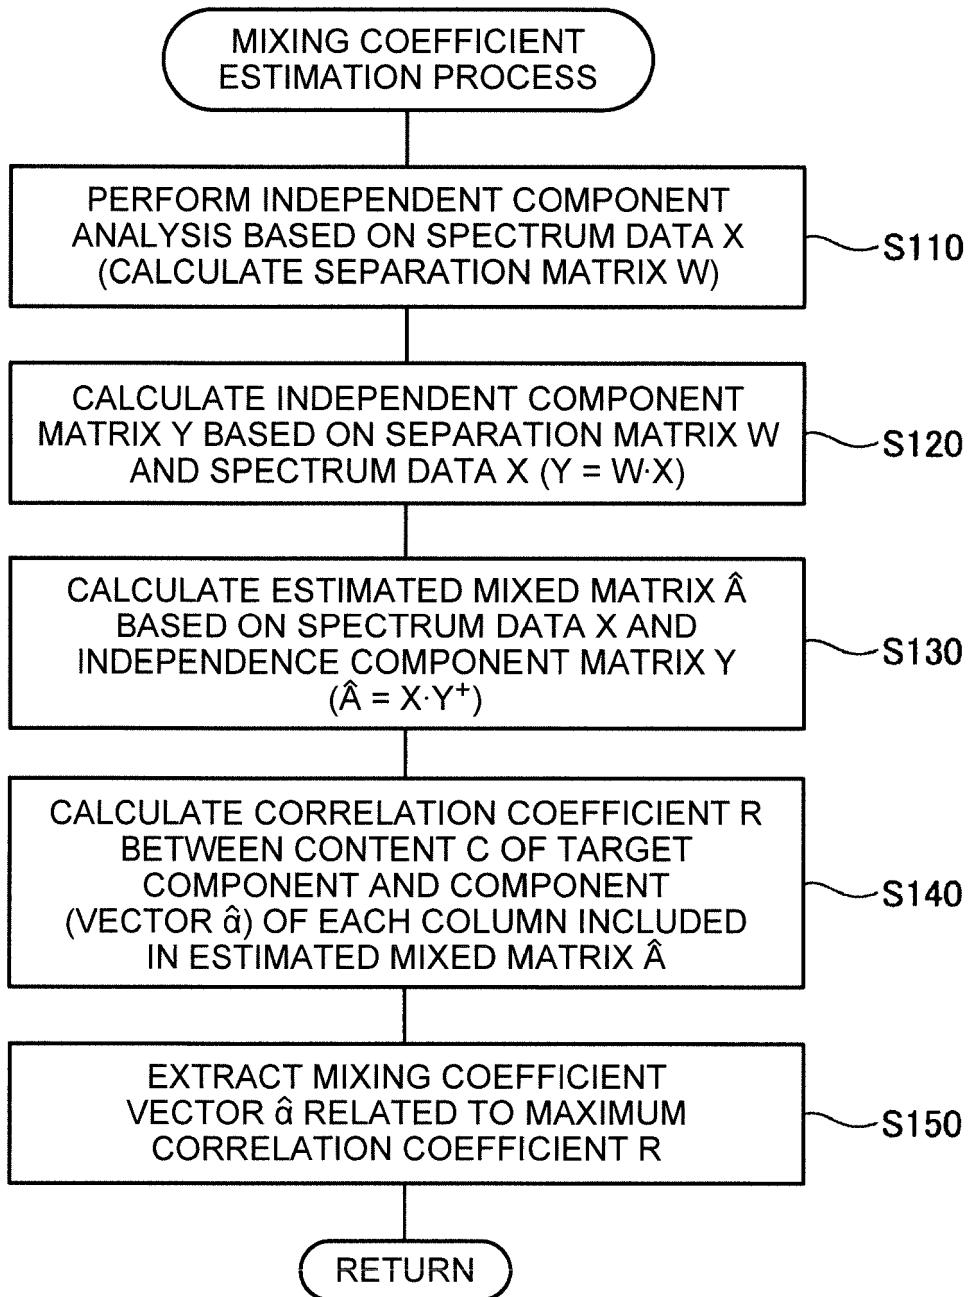 MIXING COEFFICIENT
ESTIMATION PROCESS
PERFORM INDEPENDENT COMPONENT
ANALYSIS BASED ON SPECTRUM DATA X
(CALCULATE SEPARATION MATRIX W)
S110
CALCULATE INDEPENDENT COMPONENT
MATRIX Y BASED ON SEPARATION MATRIX W
AND SPECTRUM DATA X (Y = W·X)
S120
CALCULATE ESTIMATED MIXED MATRIX Â
BASED ON SPECTRUM DATA X AND
INDEPENDENCE COMPONENT MATRIX Y
(Â = X·Y⁺)
S130
CALCULATE CORRELATION COEFFICIENT R
BETWEEN CONTENT C OF TARGET
COMPONENT AND COMPONENT
(VECTOR α̂) OF EACH COLUMN INCLUDED
IN ESTIMATED MIXED MATRIX Â
S140
EXTRACT MIXING COEFFICIENT
VECTOR α̂ RELATED TO MAXIMUM
CORRELATION COEFFICIENT R
S150
RETURN